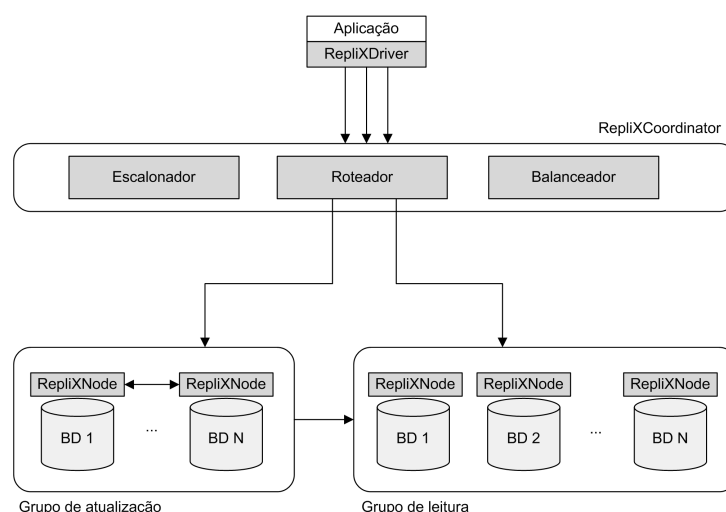 Aplicação
RepliXDriver
RepliXCoordinator
Escalonador Roteador Balanceador
RepliXNode RepliXNode RepliXNode RepliXNode RepliXNode
BD 1 ... BD N BD 1 BD 2 ... BD N
Grupo de atualização Grupo de leitura